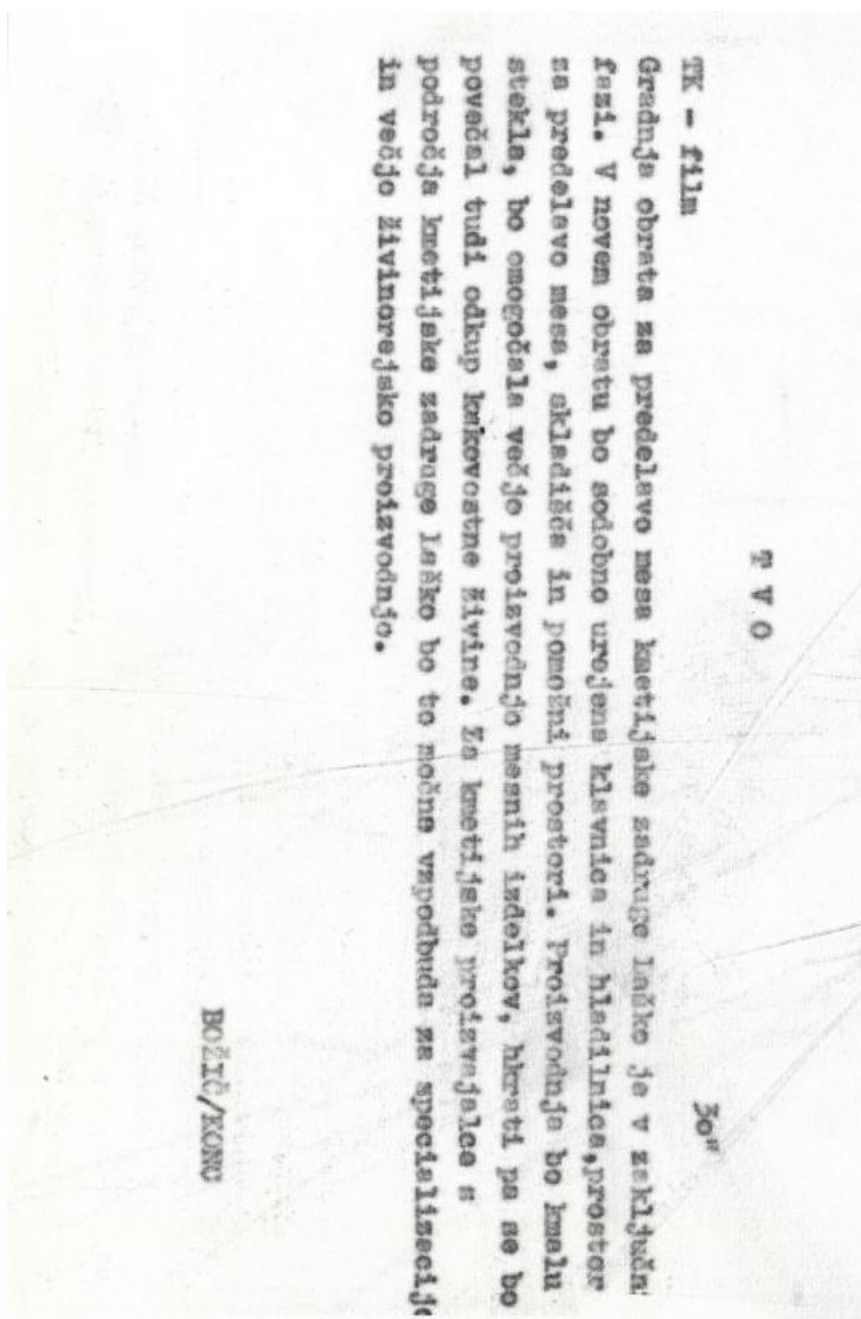 T V O
TK - film 3o"
Gradnja obrata za predelavo mesa kmetijske zadruge Laško je v zaključn
fazi. V novem obratu bo sodobno urejena klavnica in hladilnica,prostor
za predelavo mesa, skladišča in pomožni prostori. Proizvodnja bo kmalu
stekla, bo omogočala večjo proizvodnjo mesnih izdelkov, hkrati pa se bo
povečal tudi odkup kakovostne živine. Za kmetijske proizvajalce s
področja kmetijske zadruge Laško bo to močna vzpodbuda za specializacijo
in večjo živinorejsko proizvodnjo.
BOŽIČ/KONC